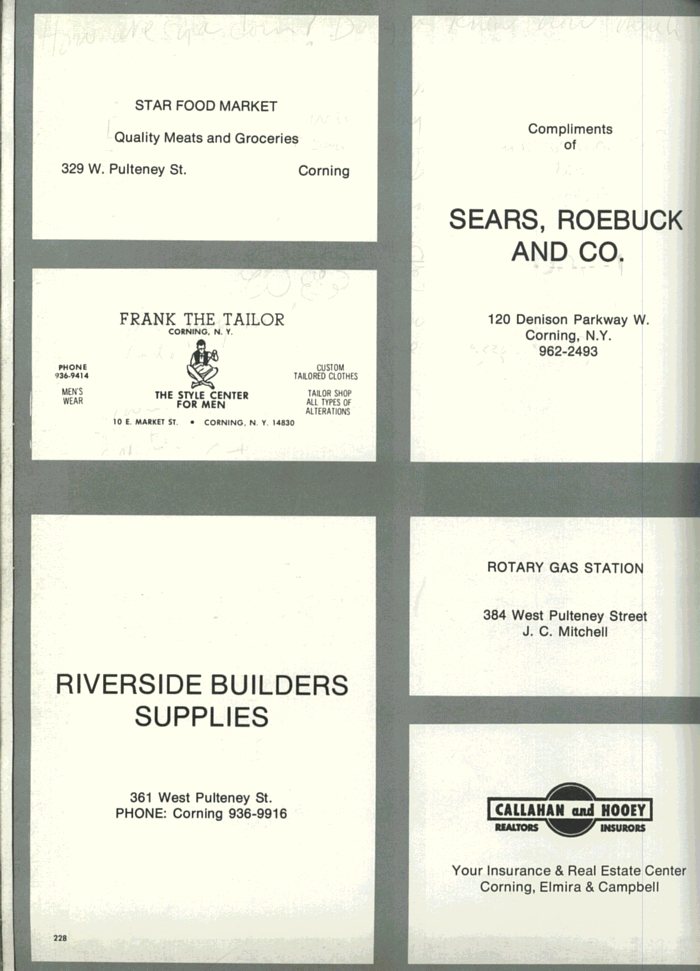 STAR FOOD MARKET
Quality Meats and Groceries
329 W. Pulteney St. Corning
Compliments
of
SEARS, ROEBUCK
AND CO.
120 Denison Parkway W.
Corning, N.Y.
962-2493
FRANK THE TAILOR
CORNING, N. Y.
PHONE
936-9414
MEN'S
WEAR
THE STYLE CENTER
FOR MEN
CUSTOM
TAILORED CLOTHES
TAILOR SHOP
ALL TYPES OF
ALTERATIONS
10 E. MARKET ST. • CORNING, N. Y. 14830
RIVERSIDE BUILDERS
SUPPLIES
361 West Pulteney St.
PHONE: Corning 936-9916
ROTARY GAS STATION
384 West Pulteney Street
J. C. Mitchell
CALLAHAN and HOOEY
REALTORS INSURORS
Your Insurance & Real Estate Center
Corning, Elmira & Campbell
228